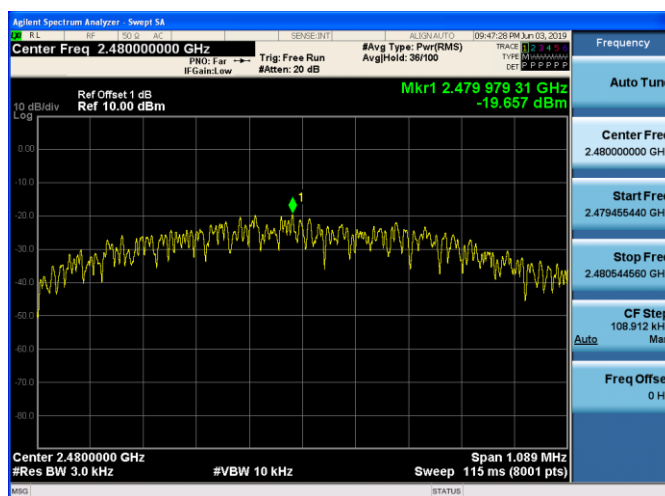 Agilent Spectrum Analyzer - Swept SA
RL RF 50 Ω AC SENSE:INT ALIGNAUTO 09:47:28 PM Jun 03, 2019
Center Freq 2.480000000 GHz
PNO: Far
IFGain:Low
Trig: Free Run
#Atten: 20 dB
#Avg Type: Pwr(RMS)
Avg|Hold: 36/100
TRACE 1 2 3 4 5 6
TYPE M
DET P P P P P P
Ref Offset 1 dB
10 dB/div Ref 10.00 dBm
Log
Mkr1 2.479 979 31 GHz
-19.657 dBm
0.00
-10.0
-20.0
-30.0
-40.0
-50.0
-60.0
-70.0
-80.0
1
Center 2.4800000 GHz
Span 1.089 MHz
#Res BW 3.0 kHz
#VBW 10 kHz
Sweep 115 ms (8001 pts)
MSG
STATUS
Frequency
Auto Tun
Center Fre
2.480000000 GH
Start Fre
2.479455440 GH
Stop Fre
2.480544560 GH
CF Step
108.912 kH
Auto Ma
Freq Offse
0 H